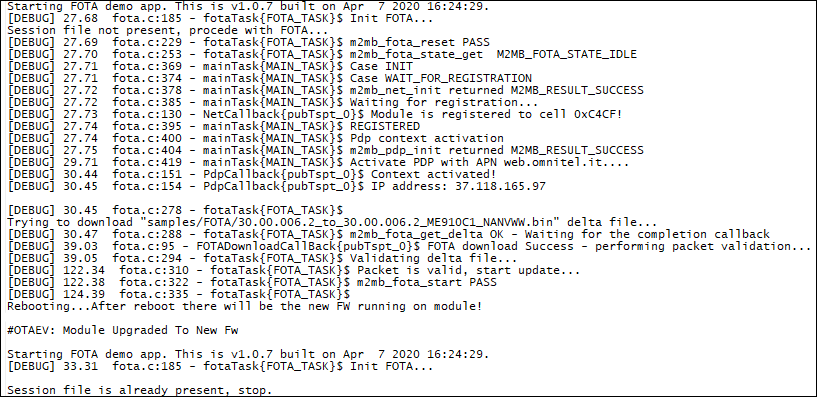 Starting FOTA demo app. This is v1.0.7 built on Apr  7 2020 16:24:29.
[DEBUG] 27.68  fota.c:185 - fotaTask{FOTA_TASK}$ Init FOTA...
Session file not present, procede with FOTA...
[DEBUG] 27.69  fota.c:229 - fotaTask{FOTA_TASK}$ m2mb_fota_reset PASS
[DEBUG] 27.70  fota.c:253 - fotaTask{FOTA_TASK}$ m2mb_fota_state_get  M2MB_FOTA_STATE_IDLE
[DEBUG] 27.71  fota.c:369 - mainTask{MAIN_TASK}$ Case INIT
[DEBUG] 27.71  fota.c:374 - mainTask{MAIN_TASK}$ Case WAIT_FOR_REGISTRATION
[DEBUG] 27.72  fota.c:378 - mainTask{MAIN_TASK}$ m2mb_net_init returned M2MB_RESULT_SUCCESS
[DEBUG] 27.72  fota.c:385 - mainTask{MAIN_TASK}$ Waiting for registration...
[DEBUG] 27.73  fota.c:130 - NetCallback{pubTspt_0}$ Module is registered to cell 0xC4CF!
[DEBUG] 27.74  fota.c:395 - mainTask{MAIN_TASK}$ REGISTERED
[DEBUG] 27.74  fota.c:400 - mainTask{MAIN_TASK}$ Pdp context activation
[DEBUG] 27.75  fota.c:404 - mainTask{MAIN_TASK}$ m2mb_pdp_init returned M2MB_RESULT_SUCCESS
[DEBUG] 29.71  fota.c:419 - mainTask{MAIN_TASK}$ Activate PDP with APN web.omnitel.it....
[DEBUG] 30.44  fota.c:151 - PdpCallback{pubTspt_0}$ Context activated!
[DEBUG] 30.45  fota.c:154 - PdpCallback{pubTspt_0}$ IP address: 37.118.165.97
[DEBUG] 30.45  fota.c:278 - fotaTask{FOTA_TASK}$
Trying to download "samples/FOTA/30.00.006.2_to_30.00.006.2_ME910C1_NANVWW.bin" delta file...
[DEBUG] 30.47  fota.c:288 - fotaTask{FOTA_TASK}$ m2mb_fota_get_delta OK - Waiting for the completion callback
[DEBUG] 39.03  fota.c:95 - FOTADownloadCallBack{pubTspt_0}$ FOTA download Success - performing packet validation...
[DEBUG] 39.05  fota.c:294 - fotaTask{FOTA_TASK}$ Validating delta file...
[DEBUG] 122.34  fota.c:310 - fotaTask{FOTA_TASK}$ Packet is valid, start update...
[DEBUG] 122.38  fota.c:322 - fotaTask{FOTA_TASK}$ m2mb_fota_start PASS
[DEBUG] 124.39  fota.c:335 - fotaTask{FOTA_TASK}$
Rebooting...After reboot there will be the new FW running on module!
#OTAEV: Module Upgraded To New Fw
Starting FOTA demo app. This is v1.0.7 built on Apr  7 2020 16:24:29.
[DEBUG] 33.31  fota.c:185 - fotaTask{FOTA_TASK}$ Init FOTA...
Session file is already present, stop.